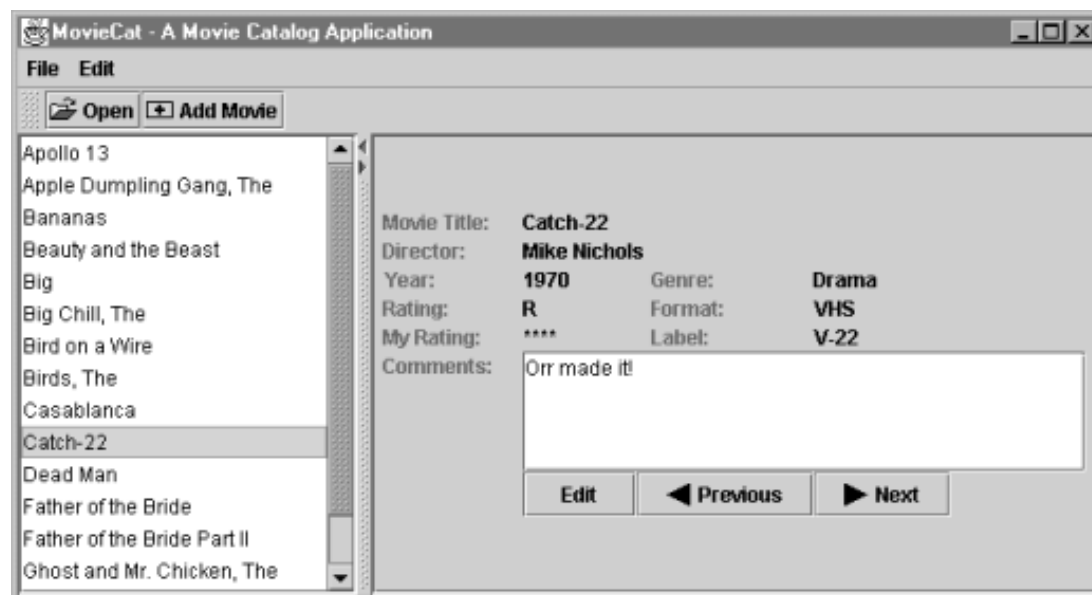 MovieCat - A Movie Catalog Application
File Edit
Open Add Movie
Apollo 13
Apple Dumpling Gang, The
Bananas
Beauty and the Beast
Big
Big Chill, The
Bird on a Wire
Birds, The
Casablanca
Catch-22
Dead Man
Father of the Bride
Father of the Bride Part II
Ghost and Mr. Chicken, The
Movie Title: Catch-22
Director: Mike Nichols
Year: 1970 Genre: Drama
Rating: R Format: VHS
My Rating: **** Label: V-22
Comments: Orr made it!
Edit Previous Next